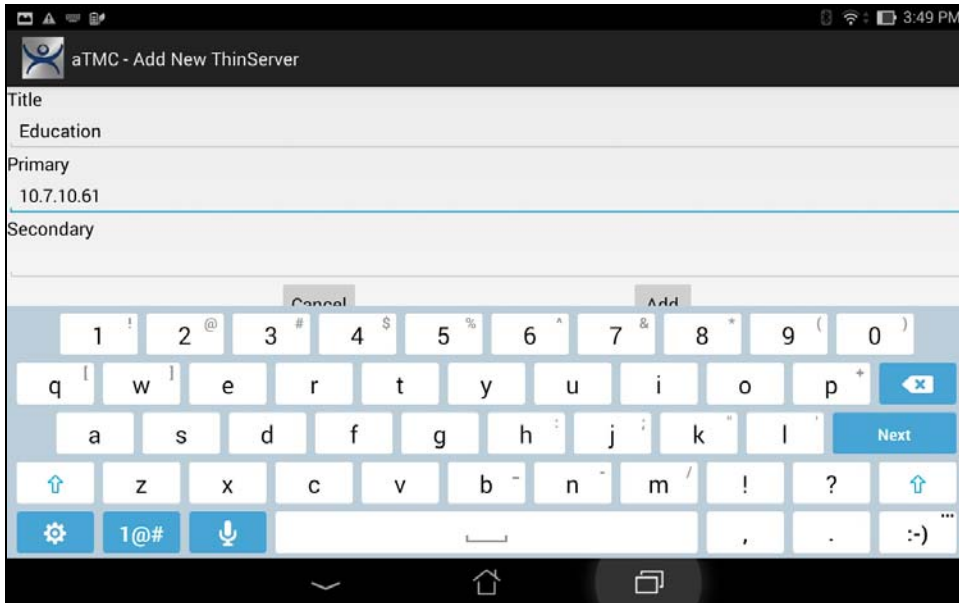 3:49 PM
aTMC - Add New ThinServer
Title
Education
Primary
10.7.10.61
Secondary
Cancel Add
1 ! 2 @ 3 # 4 $ 5 % 6 ^ 7 & 8 * 9 ( 0 )
q [ w ] e r t y u i o p +
a s d f g h : j ; k " l ' Next
z x c v b _ n - m / ! ?
1@# , . :-) ...